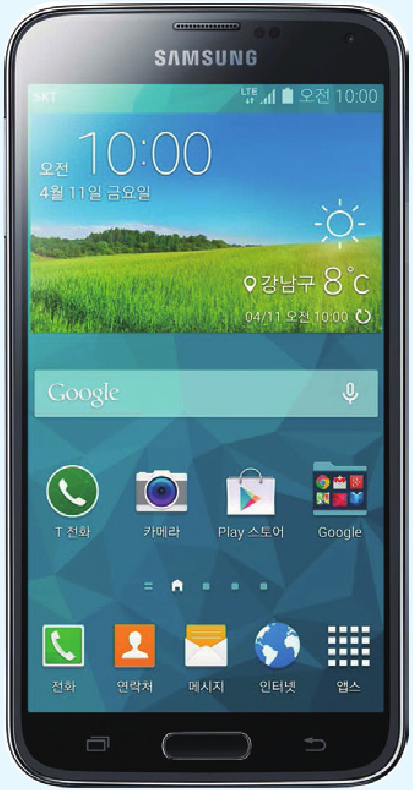 SAMSUNG
SKT LTE 오전 10:00
오전 10:00
4월 11일 금요일
강남구 8°C
04/11 오전 10:00
Google
T 전화 카메라 Play 스토어 Google
전화 연락처 메시지 인터넷 앱스